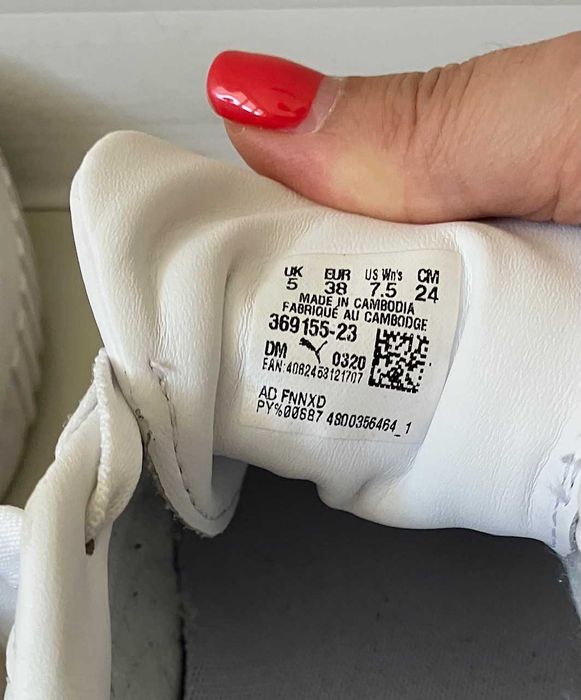 UK EUR US Wn's CM
5 38 7.5 24
MADE IN CAMBODIA
FABRIQUÉ AU CAMBODGE
369155-23
DM 0320
EAN:4062453121707
AD FNNXD
PY%00687 4800356464_1